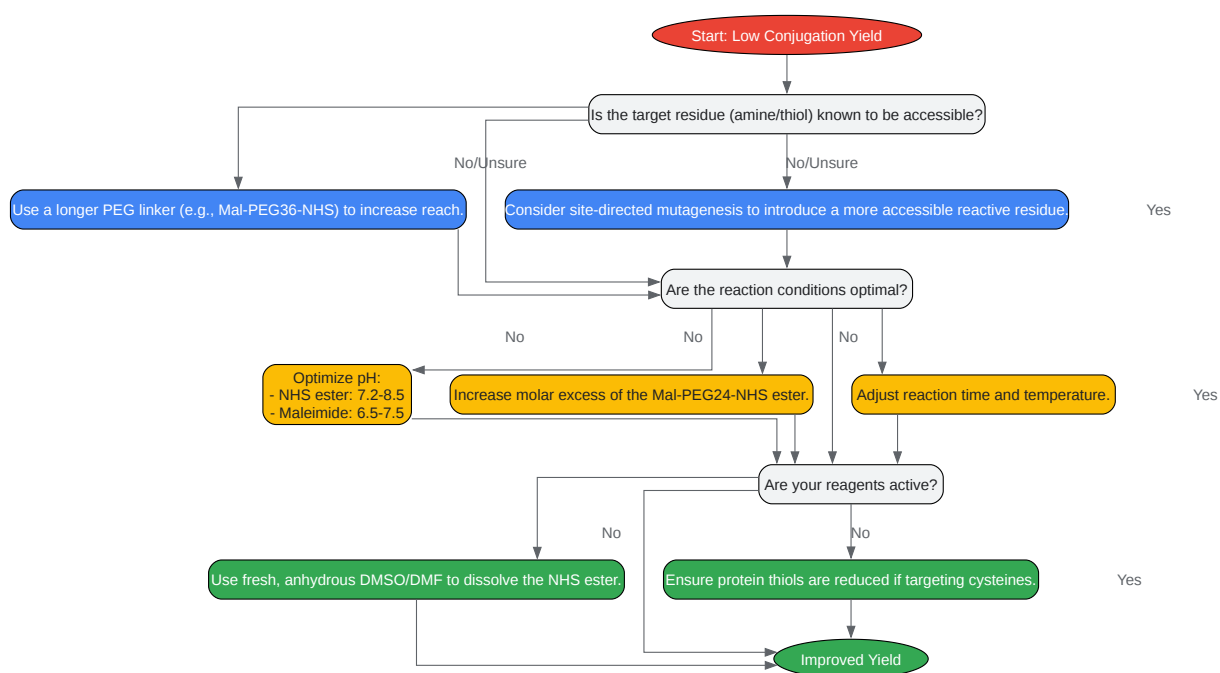 Start: Low Conjugation Yield
Is the target residue (amine/thiol) known to be accessible?
No/Unsure
No/Unsure
Use a longer PEG linker (e.g., Mal-PEG36-NHS) to increase reach.
Consider site-directed mutagenesis to introduce a more accessible reactive residue.
Yes
Are the reaction conditions optimal?
No
No
No
Optimize pH:
- NHS ester: 7.2-8.5
- Maleimide: 6.5-7.5
Increase molar excess of the Mal-PEG24-NHS ester.
Adjust reaction time and temperature.
Yes
Are your reagents active?
No
No
Use fresh, anhydrous DMSO/DMF to dissolve the NHS ester.
Ensure protein thiols are reduced if targeting cysteines.
Yes
Improved Yield